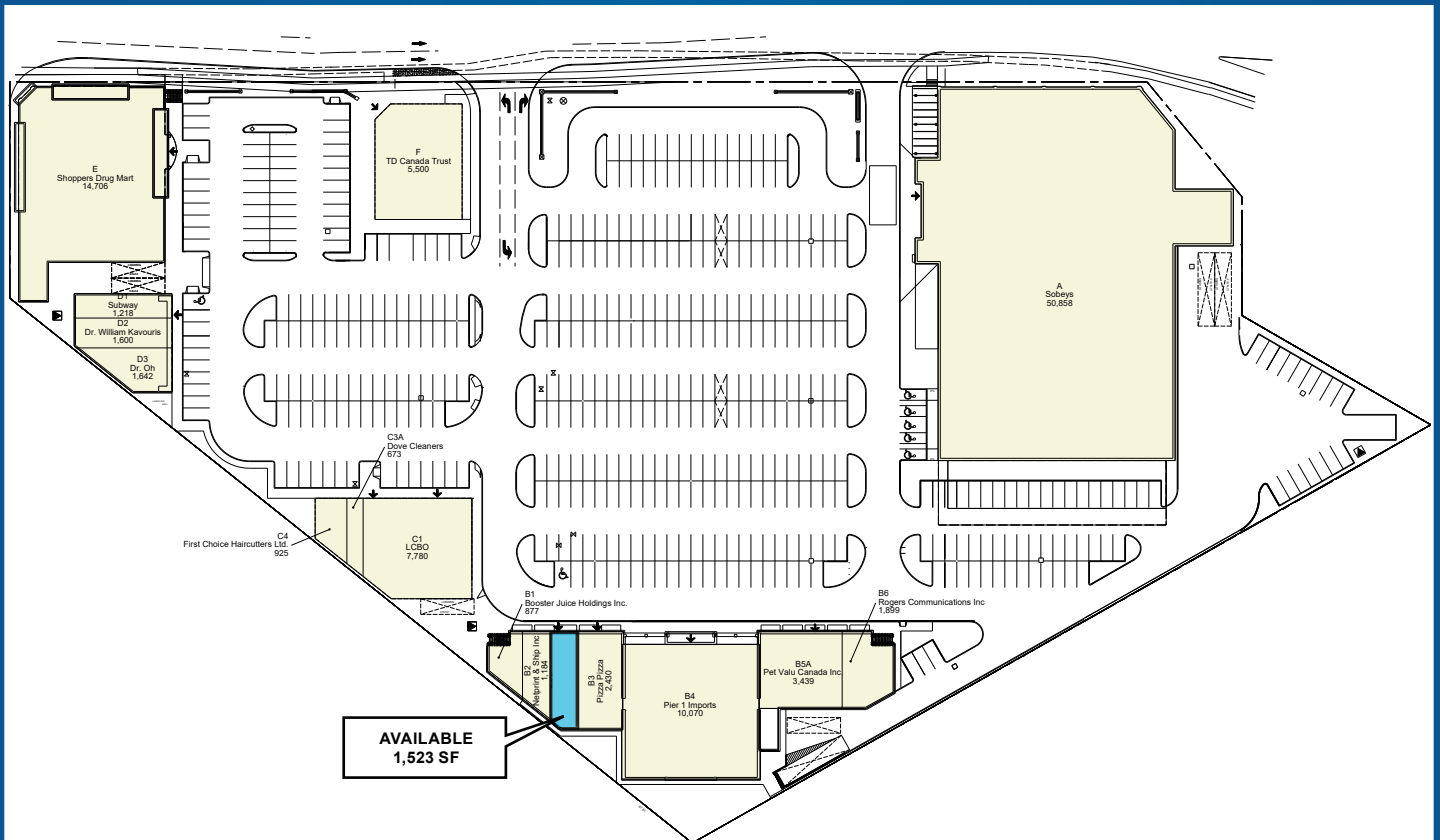 E
Shoppers Drug Mart
14,706
F
TD Canada Trust
5,500
A
Sobeys
50,858
D1
Subway
1,218
D2
Dr. William Kavouris
1,600
D3
Dr. Oh
1,642
C3A
Dove Cleaners
673
C4
First Choice Haircutters Ltd.
925
C1
LCBO
7,780
B1
Booster Juice Holdings Inc.
877
B2
Netprint & Ship Inc
1,184
B3
Pizza Pizza
2,430
B4
Pier 1 Imports
10,070
B5A
Pet Valu Canada Inc
3,439
B6
Rogers Communications Inc
1,899
AVAILABLE
1,523 SF